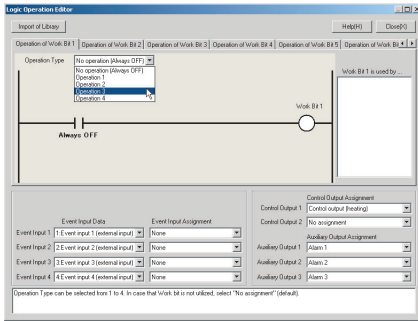 Logic Operation Editor
Import of Library Help(H) Close(X)
Operation of Work Bit 1 Operation of Work Bit 2 Operation of Work Bit 3 Operation of Work Bit 4 Operation of Work Bit 5 Operation of Work Bit
Operation Type No operation (Always OFF)
No operation (Always OFF)
Operation 1
Operation 2
Operation 3
Operation 4
Work Bit 1 is used by...
Work Bit 1
Always OFF
Control Output Assignment
Control Output 1 Control output (heating)
Control Output 2 No assignment
Event Input Data Event Input Assignment
Event Input 1 1:Event input 1 (external input) None
Event Input 2 2:Event input 2 (external input) None
Event Input 3 3:Event input 3 (external input) None
Event Input 4 4:Event input 4 (external input) None
Auxiliary Output Assignment
Auxiliary Output 1 Alarm 1
Auxiliary Output 2 Alarm 2
Auxiliary Output 3 Alarm 3
Operation Type can be selected from 1 to 4. In case that Work bit is not utilized, select "No assignment" (default).